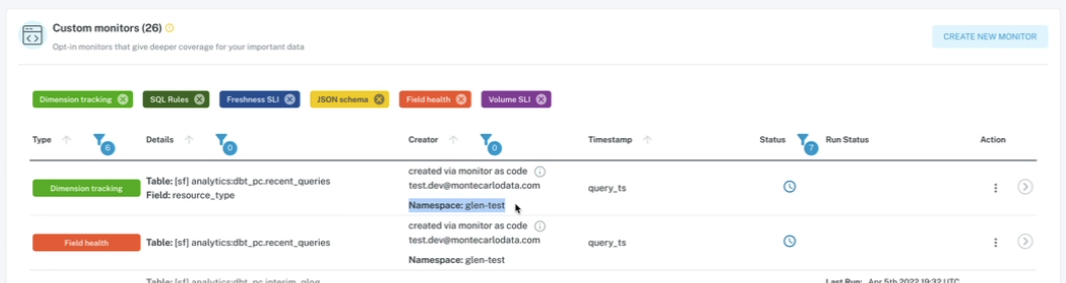 Custom monitors (26)
Opt-in monitors that give deeper coverage for your important data
CREATE NEW MONITOR
Dimension tracking SQL Rules Freshness SLI JSON schema Field health Volume SLI
Type 6 Details 0 Creator 0 Timestamp Status 7 Run Status Action
Dimension tracking
Table: [sf] analytics:dbt_pc.recent_queries
Field: resource_type
created via monitor as code
test.dev@montecarlodata.com
Namespace: glen-test
query_ts
Field health
Table: [sf] analytics:dbt_pc.recent_queries
created via monitor as code
test.dev@montecarlodata.com
Namespace: glen-test
query_ts
Table: [sf] analytics:dbt_pc.interim_glog
Last Run: Apr 5th 2022 19:32 UTC